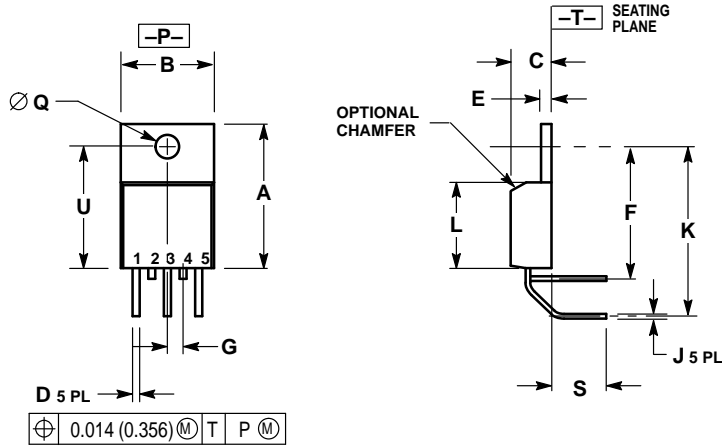 –P–
B
–T– SEATING PLANE
C
E
∅ Q
OPTIONAL
CHAMFER
U
A
L
F
K
1 2 3 4 5
G
D 5 PL
J 5 PL
S
⌖ 0.014 (0.356) Ⓜ T P Ⓜ